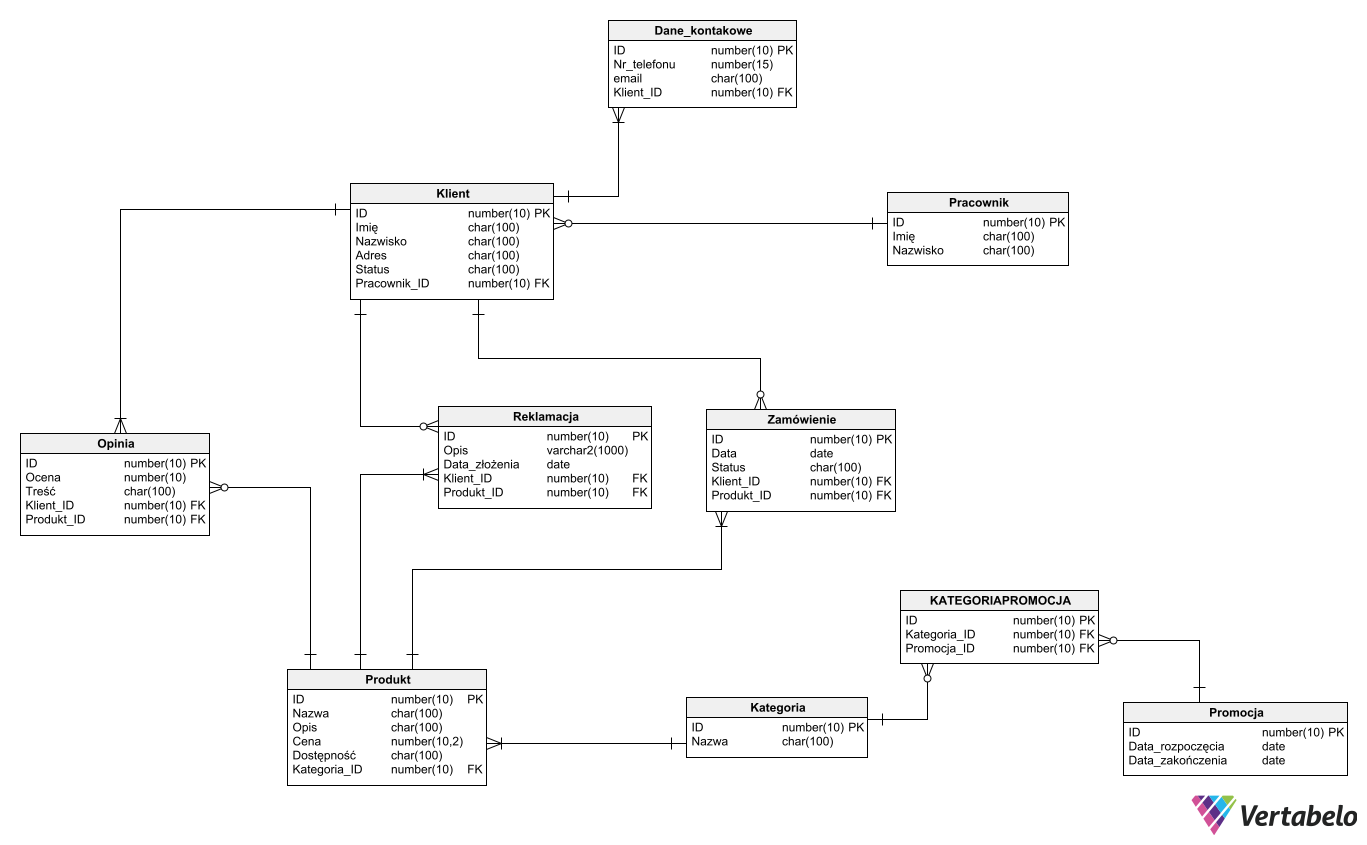 Dane_kontakowe
ID number(10) PK
Nr_telefonu number(15)
email char(100)
Klient_ID number(10) FK
Klient
ID number(10) PK
Imię char(100)
Nazwisko char(100)
Adres char(100)
Status char(100)
Pracownik_ID number(10) FK
Pracownik
ID number(10) PK
Imię char(100)
Nazwisko char(100)
Opinia
ID number(10) PK
Ocena number(10)
Treść char(100)
Klient_ID number(10) FK
Produkt_ID number(10) FK
Reklamacja
ID number(10) PK
Opis varchar2(1000)
Data_złożenia date
Klient_ID number(10) FK
Produkt_ID number(10) FK
Zamówienie
ID number(10) PK
Data date
Status char(100)
Klient_ID number(10) FK
Produkt_ID number(10) FK
KATEGORIAPROMOCJA
ID number(10) PK
Kategoria_ID number(10) FK
Promocja_ID number(10) FK
Produkt
ID number(10) PK
Nazwa char(100)
Opis char(100)
Cena number(10,2)
Dostępność char(100)
Kategoria_ID number(10) FK
Kategoria
ID number(10) PK
Nazwa char(100)
Promocja
ID number(10) PK
Data_rozpoczęcia date
Data_zakończenia date
Vertabelo